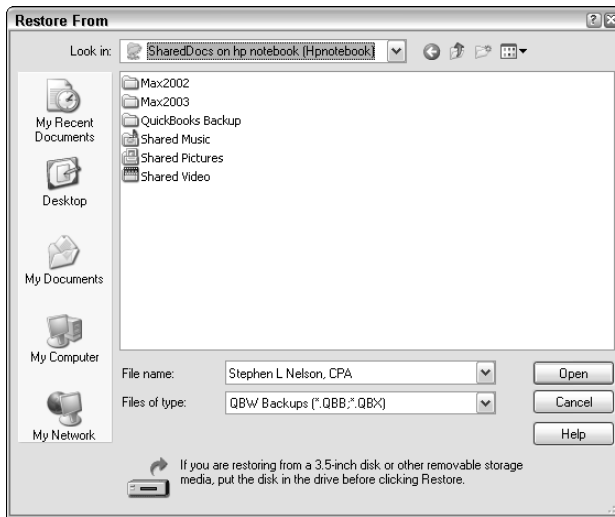 Restore From
Look in:
SharedDocs on hp notebook (Hpnotebook)
My Recent
Documents
Desktop
My Documents
My Computer
My Network
Max2002
Max2003
QuickBooks Backup
Shared Music
Shared Pictures
Shared Video
File name:
Stephen L Nelson, CPA
Open
Files of type:
QBW Backups (*.QBB;*.QBX)
Cancel
Help
If you are restoring from a 3.5-inch disk or other removable storage
media, put the disk in the drive before clicking Restore.